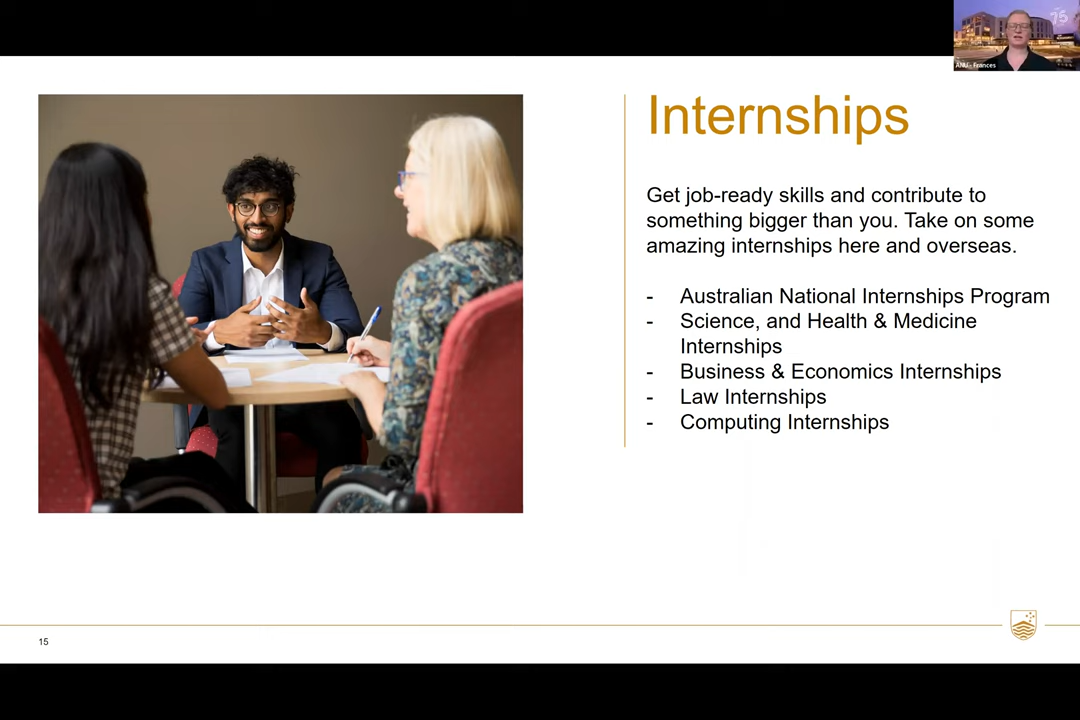 75
ANU - Frances
Internships
Get job-ready skills and contribute to
something bigger than you. Take on some
amazing internships here and overseas.
- Australian National Internships Program
- Science, and Health & Medicine
Internships
- Business & Economics Internships
- Law Internships
- Computing Internships
15